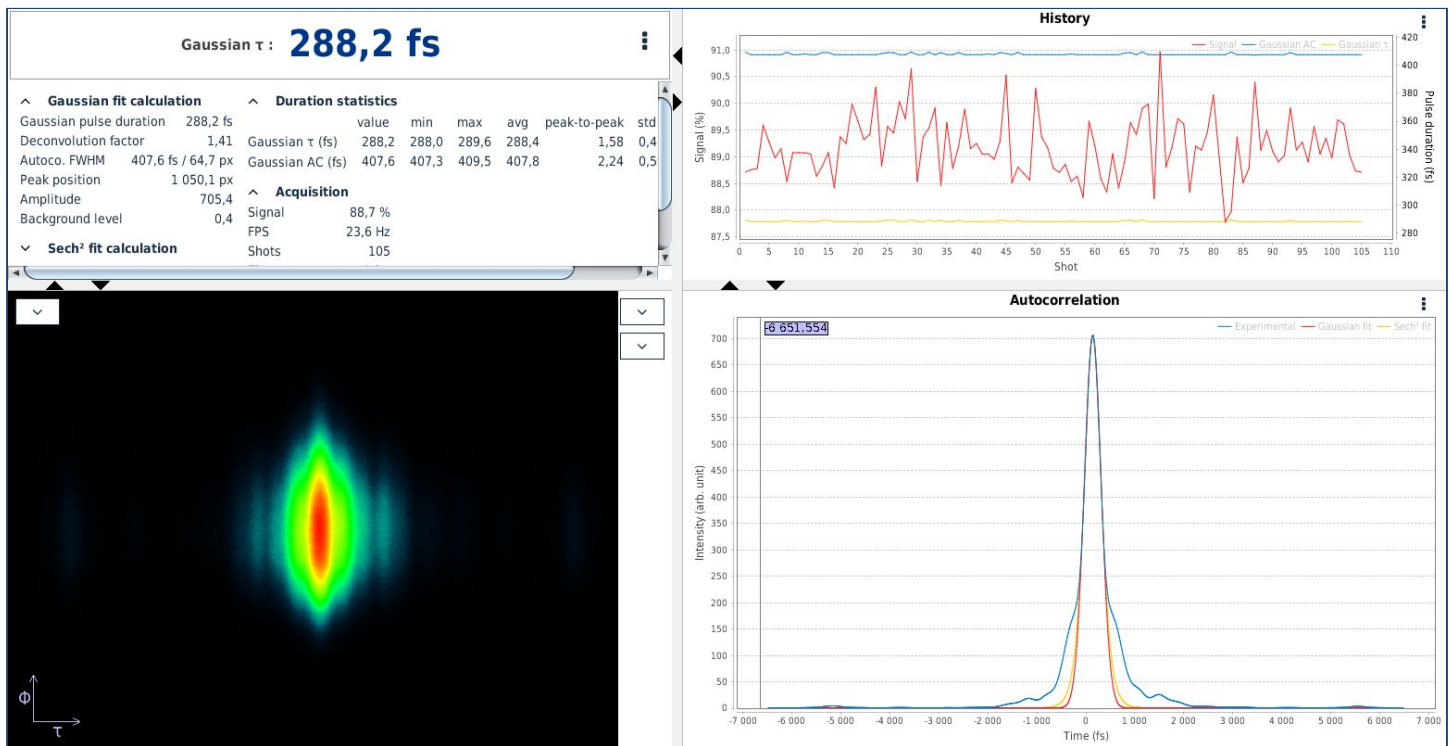 Gaussian τ : 288,2 fs
Gaussian fit calculation
Gaussian pulse duration 288,2 fs
Deconvolution factor 1,41
Autoco. FWHM 407,6 fs / 64,7 px
Peak position 1 050,1 px
Amplitude 705,4
Background level 0,4
Sech² fit calculation
Duration statistics
value min max avg peak-to-peak std
Gaussian τ (fs) 288,2 288,0 289,6 288,4 1,58 0,4
Gaussian AC (fs) 407,6 407,3 409,5 407,8 2,24 0,5
Acquisition
Signal 88,7 %
FPS 23,6 Hz
Shots 105
History
Signal Gaussian AC Gaussian τ
Signal (%)
91,0
90,5
90,0
89,5
89,0
88,5
88,0
87,5
420
400
380
360
340
320
300
280
Pulse duration (fs)
0 5 10 15 20 25 30 35 40 45 50 55 60 65 70 75 80 85 90 95 100 105 110
Shot
Φ
τ
Autocorrelation
-6 651,554
Experimental Gaussian fit Sech² fit
Intensity (arb. unit)
700
650
600
550
500
450
400
350
300
250
200
150
100
50
0
-7 000 -6 000 -5 000 -4 000 -3 000 -2 000 -1 000 0 1 000 2 000 3 000 4 000 5 000 6 000 7 000
Time (fs)